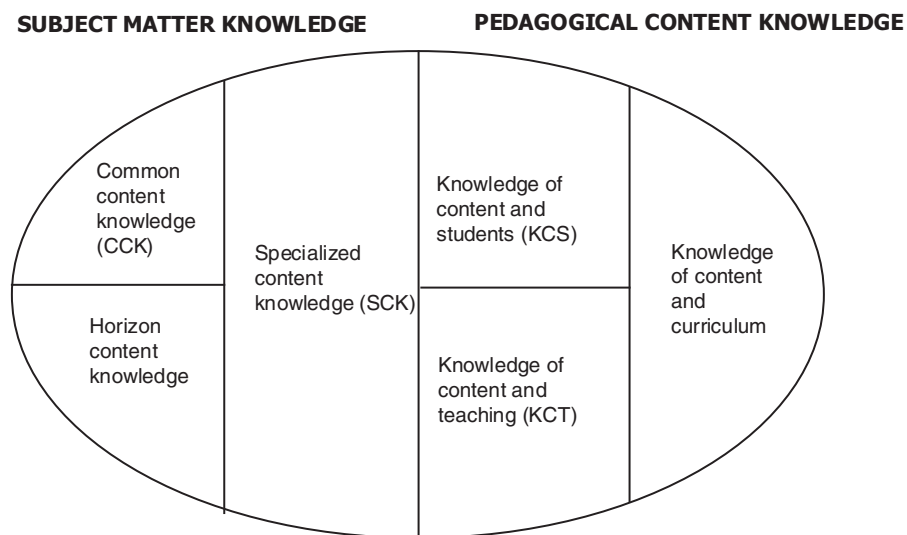 SUBJECT MATTER KNOWLEDGE
PEDAGOGICAL CONTENT KNOWLEDGE
Common
content
knowledge
(CCK)
Horizon
content
knowledge
Specialized
content
knowledge (SCK)
Knowledge of
content and
students (KCS)
Knowledge of
content and
teaching (KCT)
Knowledge
of content
and
curriculum